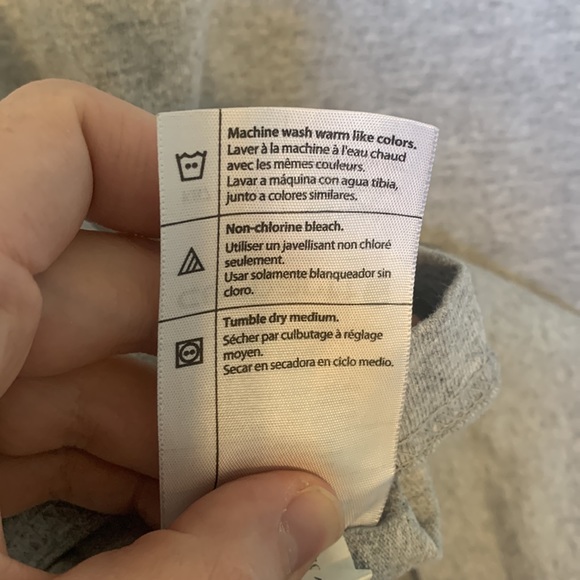 Machine wash warm like colors.
Laver à la machine à l'eau chaud
avec les mêmes couleurs.
Lavar a máquina con agua tibia,
junto a colores similares.
Non-chlorine bleach.
Utiliser un javellisant non chloré
seulement.
Usar solamente blanqueador sin
cloro.
Tumble dry medium.
Sécher par culbutage à réglage
moyen.
Secar en secadora en ciclo medio.